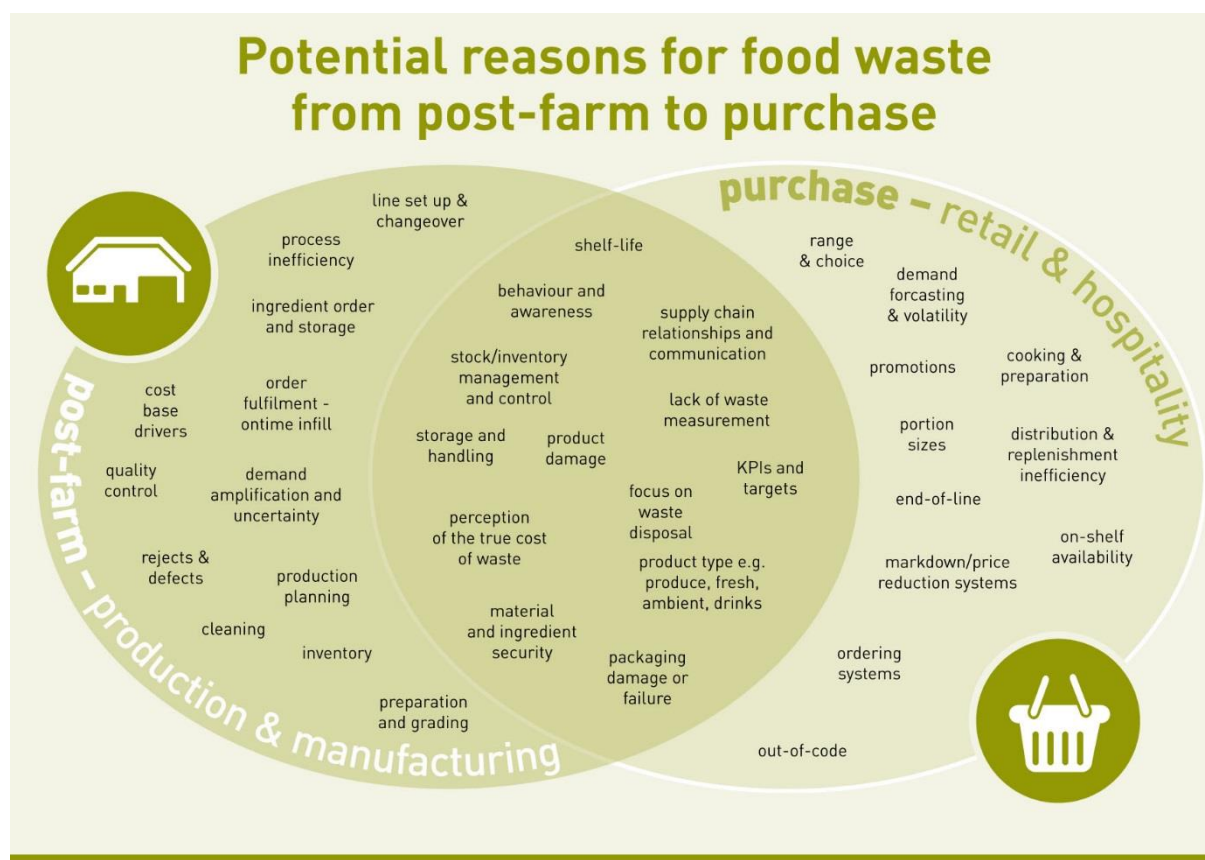 Potential reasons for food waste
from post-farm to purchase
post-farm – production & manufacturing
line set up &
changeover
process
inefficiency
ingredient order
and storage
cost
base
drivers
order
fulfilment -
ontime infill
quality
control
demand
amplification and
uncertainty
rejects &
defects
production
planning
cleaning
inventory
preparation
and grading
shelf-life
behaviour and
awareness
supply chain
relationships and
communication
stock/inventory
management
and control
lack of waste
measurement
storage and
handling
product
damage
KPIs and
targets
focus on
waste
disposal
perception
of the true cost
of waste
product type e.g.
produce, fresh,
ambient, drinks
material
and ingredient
security
packaging
damage or
failure
purchase – retail & hospitality
range
& choice
demand
forcasting
& volatility
promotions
cooking &
preparation
portion
sizes
distribution &
replenishment
inefficiency
end-of-line
on-shelf
availability
markdown/price
reduction systems
ordering
systems
out-of-code